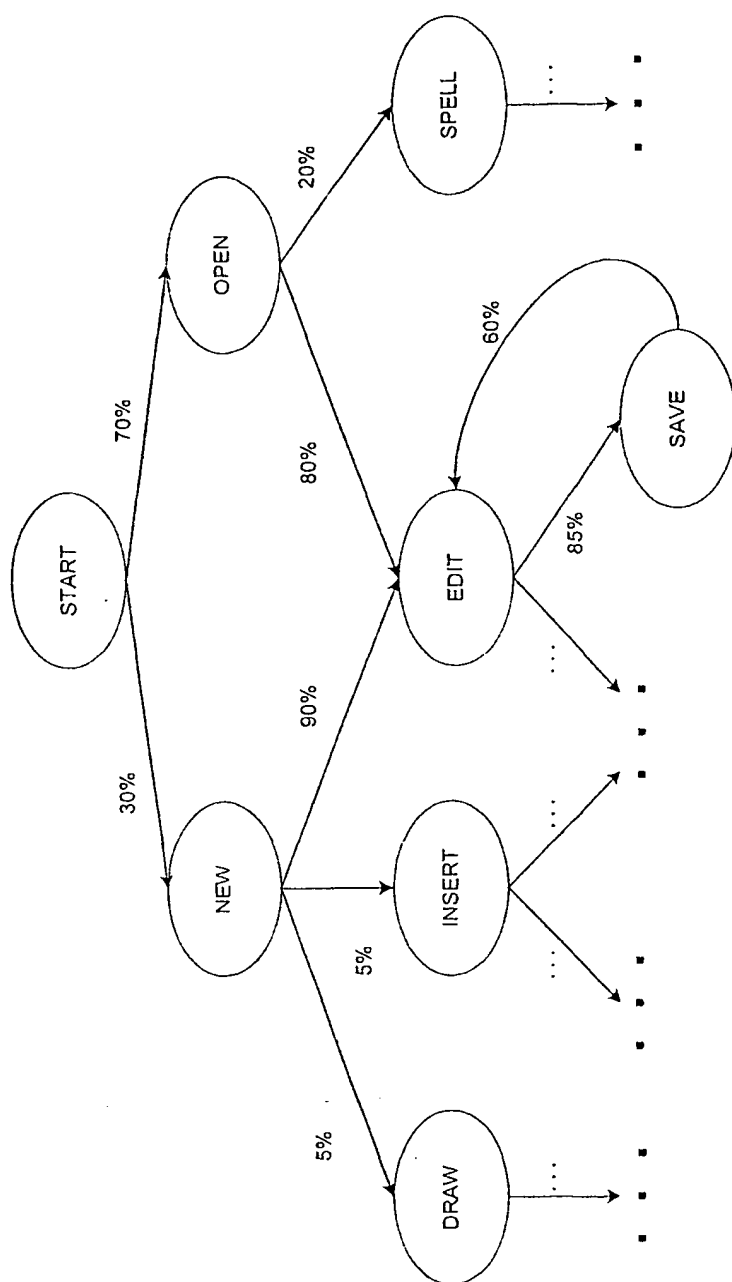 START
30%
70%
NEW
OPEN
5%
5%
90%
80%
20%
DRAW
INSERT
EDIT
SPELL
60%
85%
SAVE